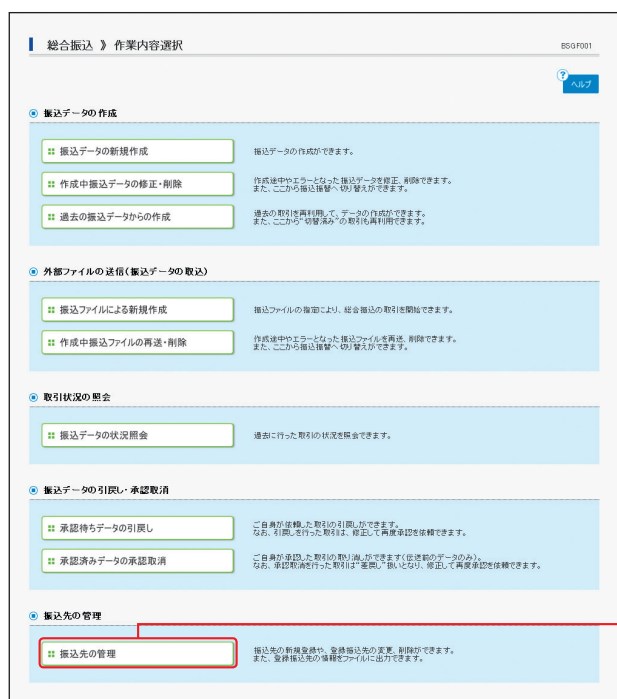 総合振込 》 作業内容選択
BSGF001
?
ヘルプ
振込データの作成
振込データの新規作成
振込データの作成ができます。
作成中振込データの修正・削除
作成途中やエラーとなった振込データを修正、削除できます。
また、ここから振込振替へ切り替えができます。
過去の振込データからの作成
過去の取引を再利用して、データの作成ができます。
また、ここから“切替済み”の取引も再利用できます。
外部ファイルの送信(振込データの取込)
振込ファイルによる新規作成
振込ファイルの指定により、総合振込の取引を開始できます。
作成中振込ファイルの再送・削除
作成途中やエラーとなった振込ファイルを再送、削除できます。
また、ここから振込振替へ切り替えができます。
取引状況の照会
振込データの状況照会
過去に行った取引の状況を照会できます。
振込データの引戻し・承認取消
承認待ちデータの引戻し
ご自身が依頼した取引の引戻しができます。
なお、引戻しを行った取引は、修正して再度承認を依頼できます。
承認済みデータの承認取消
ご自身が承認した取引の取り消しができます(伝送前のデータのみ)。
なお、承認取消を行った取引は“差戻し”扱いとなり、修正して再度承認を依頼できます。
振込先の管理
振込先の管理
振込先の新規登録や、登録振込先の変更、削除ができます。
また、登録振込先の情報をファイルに出力できます。